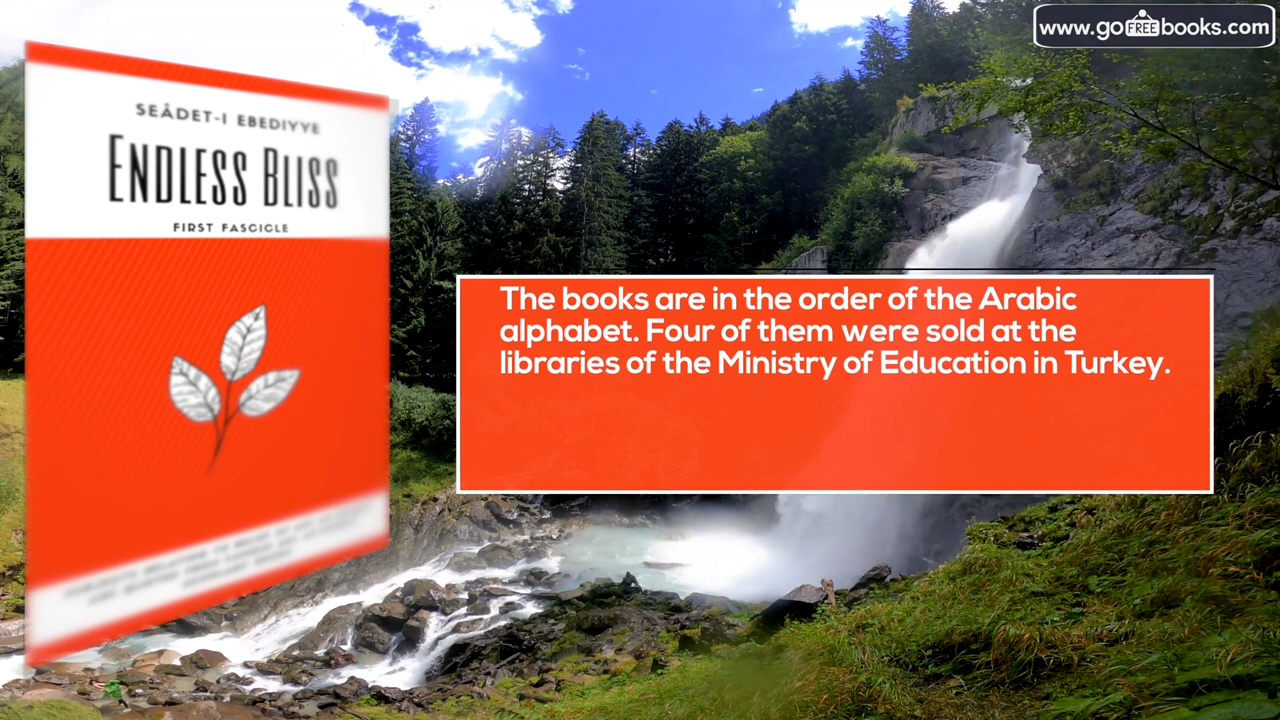 www.goFREEbooks.com
SEÂDET-I EBEDIYYE
ENDLESS BLISS
FIRST FASCICLE
The books are in the order of the Arabic
alphabet. Four of them were sold at the
libraries of the Ministry of Education in Turkey.